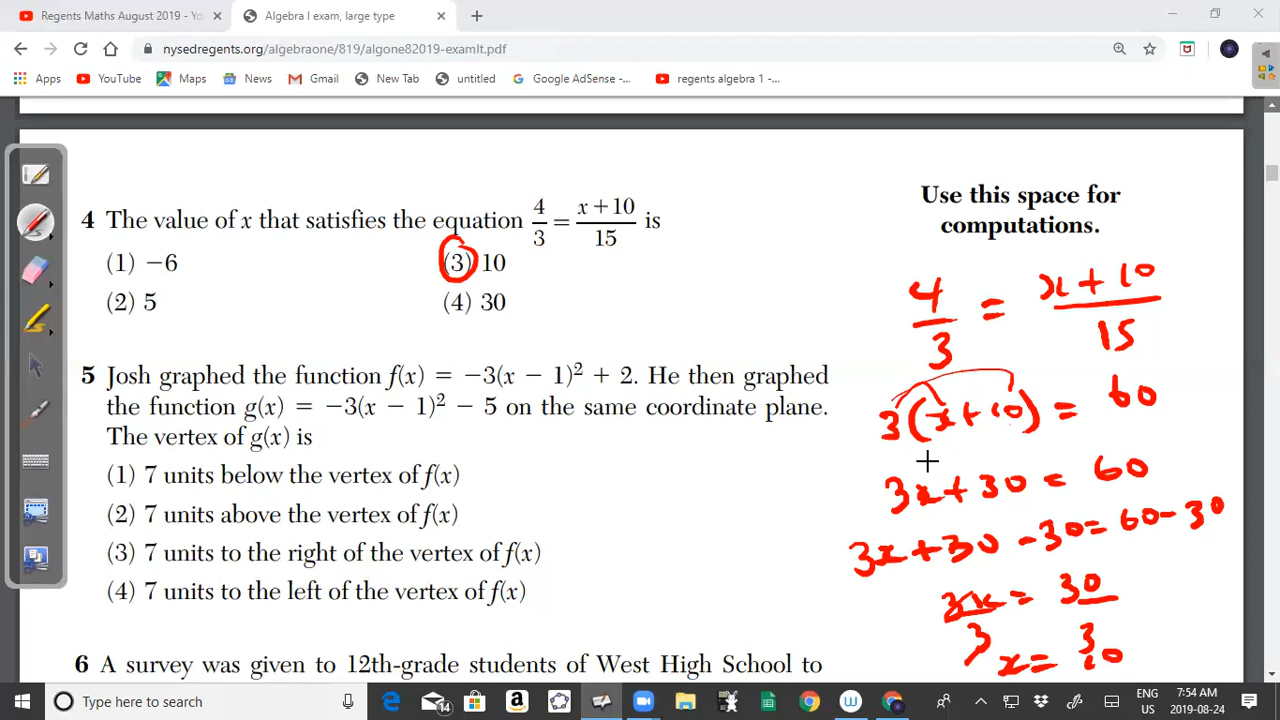 Regents Maths August 2019 - Yo
Algebra I exam, large type
nysedregents.org/algebraone/819/algone82019-examlt.pdf
Apps YouTube Maps News Gmail New Tab untitled Google AdSense -... regents algebra 1 -...
Use this space for
computations.
4 The value of x that satisfies the equation 4/3 = x + 10/15 is
(1) −6 (3) 10
(2) 5 (4) 30
4/3 = x + 10/15
3(x + 10) = 60
3x + 30 = 60
3x + 30 - 30 = 60 - 30
3x/3 = 30/3
x = 10
5 Josh graphed the function f(x) = −3(x − 1)² + 2. He then graphed
the function g(x) = −3(x − 1)² − 5 on the same coordinate plane.
The vertex of g(x) is
(1) 7 units below the vertex of f(x)
(2) 7 units above the vertex of f(x)
(3) 7 units to the right of the vertex of f(x)
(4) 7 units to the left of the vertex of f(x)
6 A survey was given to 12th-grade students of West High School to
Type here to search
14
ENG
US
7:54 AM
2019-08-24